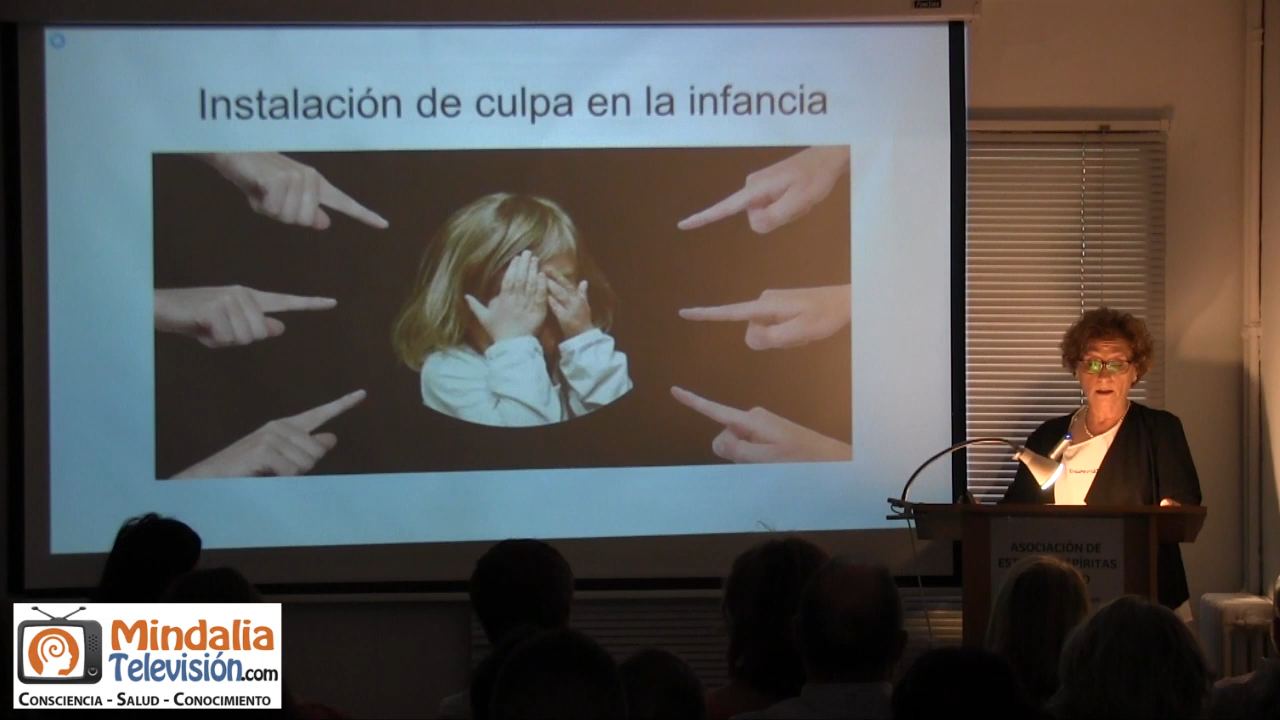 Instalación de culpa en la infancia
ASOCIACIÓN DE
Mindalia
Televisión.com
CONSCIENCIA - SALUD - CONOCIMIENTO